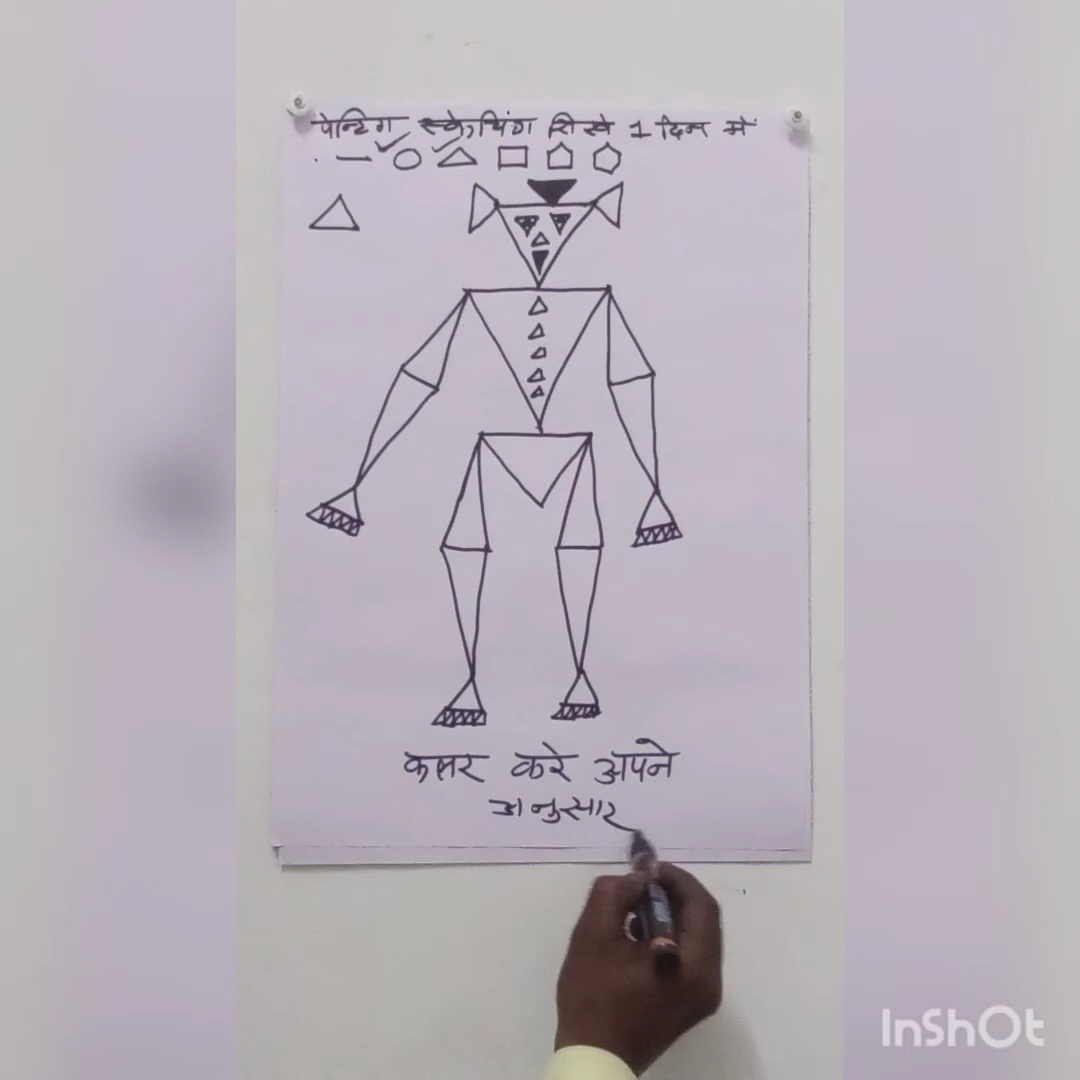 पेन्टिग स्केचिंग सिखे 1 दिन में
कलर करे अपने
अनुसार
InShOt